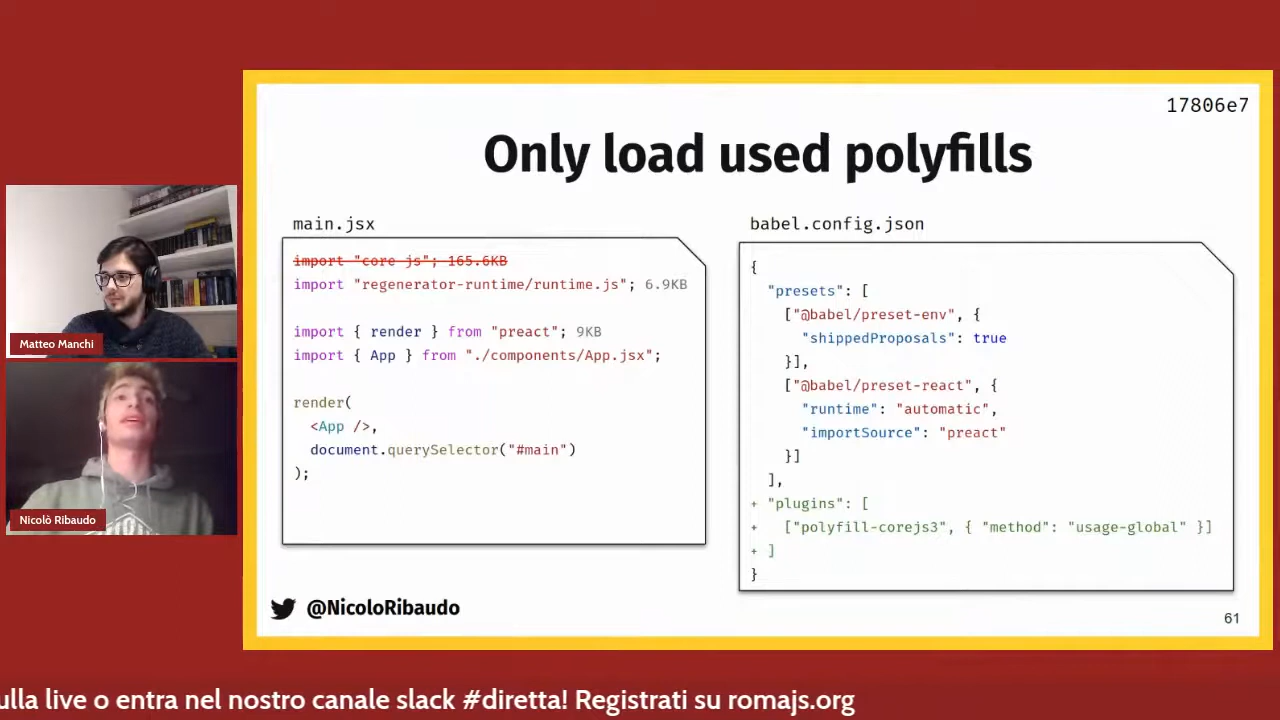 17806e7
Only load used polyfills
main.jsx
import "core-js"; 165.6KB
import "regenerator-runtime/runtime.js"; 6.9KB
import { render } from "preact"; 9KB
import { App } from "./components/App.jsx";
render(
<App />,
document.querySelector("#main")
);
babel.config.json
{
"presets": [
["@babel/preset-env", {
"shippedProposals": true
}],
["@babel/preset-react", {
"runtime": "automatic",
"importSource": "preact"
}]
],
+ "plugins": [
+ ["polyfill-corejs3", { "method": "usage-global" }]
+ ]
}
Matteo Manchi
Nicolò Ribaudo
@NicoloRibaudo
61
ulla live o entra nel nostro canale slack #diretta! Registrati su romajs.org